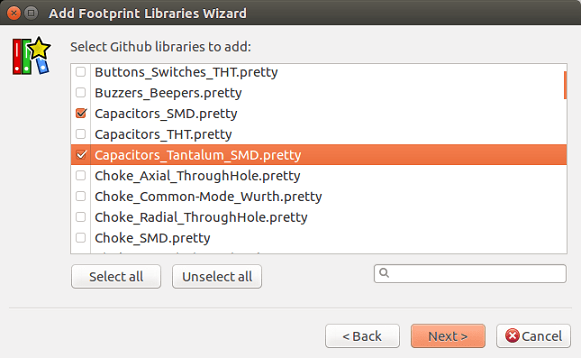 Add Footprint Libraries Wizard
Select Github libraries to add:
Buttons_Switches_THT.pretty
Buzzers_Beepers.pretty
Capacitors_SMD.pretty
Capacitors_THT.pretty
Capacitors_Tantalum_SMD.pretty
Choke_Axial_ThroughHole.pretty
Choke_Common-Mode_Wurth.pretty
Choke_Radial_ThroughHole.pretty
Choke_SMD.pretty
Select all Unselect all
< Back Next > Cancel